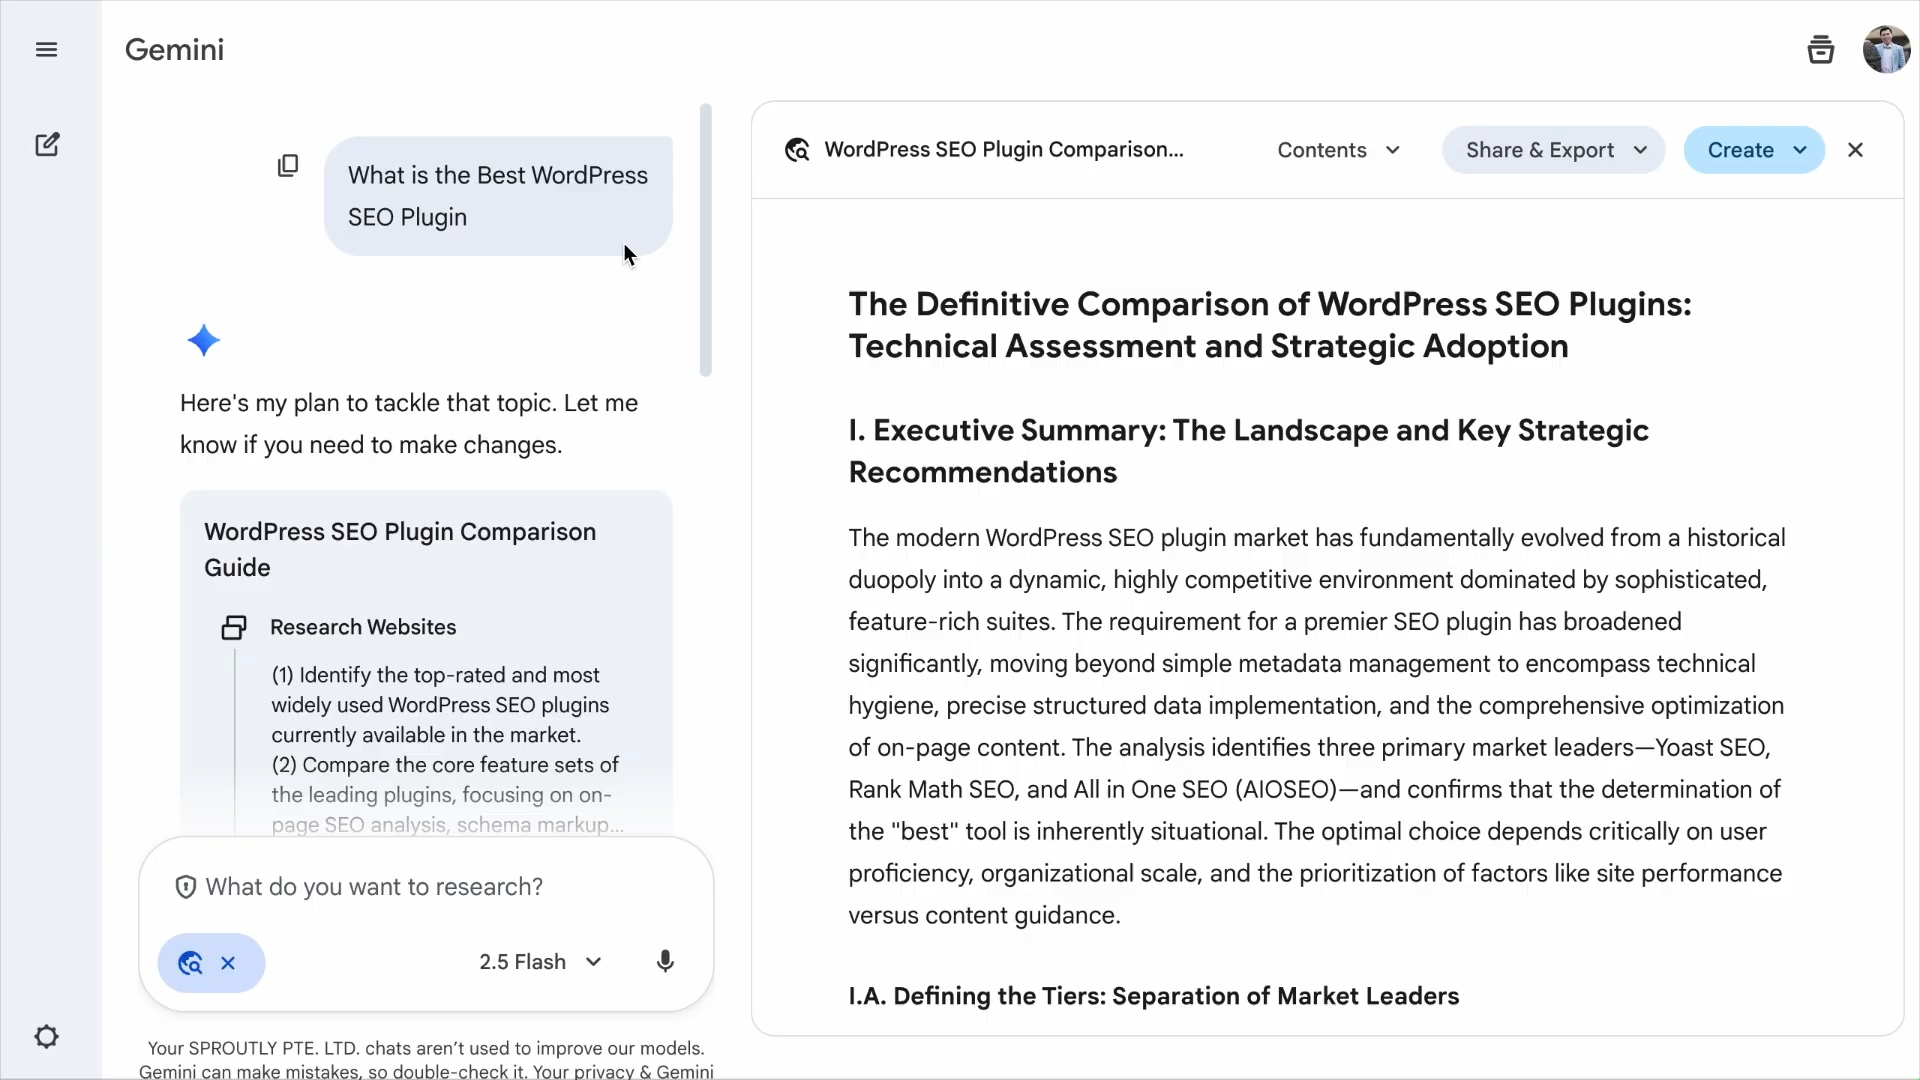 Gemini
What is the Best WordPress
SEO Plugin
Here's my plan to tackle that topic. Let me
know if you need to make changes.
WordPress SEO Plugin Comparison
Guide
Research Websites
(1) Identify the top-rated and most
widely used WordPress SEO plugins
currently available in the market.
(2) Compare the core feature sets of
the leading plugins, focusing on on-
page SEO analysis, schema markup...
What do you want to research?
2.5 Flash
Your SPROUTLY PTE. LTD. chats aren’t used to improve our models.
Gemini can make mistakes, so double-check it. Your privacy & Gemini
WordPress SEO Plugin Comparison...
Contents
Share & Export
Create
The Definitive Comparison of WordPress SEO Plugins:
Technical Assessment and Strategic Adoption
I. Executive Summary: The Landscape and Key Strategic
Recommendations
The modern WordPress SEO plugin market has fundamentally evolved from a historical
duopoly into a dynamic, highly competitive environment dominated by sophisticated,
feature-rich suites. The requirement for a premier SEO plugin has broadened
significantly, moving beyond simple metadata management to encompass technical
hygiene, precise structured data implementation, and the comprehensive optimization
of on-page content. The analysis identifies three primary market leaders—Yoast SEO,
Rank Math SEO, and All in One SEO (AIOSEO)—and confirms that the determination of
the "best" tool is inherently situational. The optimal choice depends critically on user
proficiency, organizational scale, and the prioritization of factors like site performance
versus content guidance.
I.A. Defining the Tiers: Separation of Market Leaders